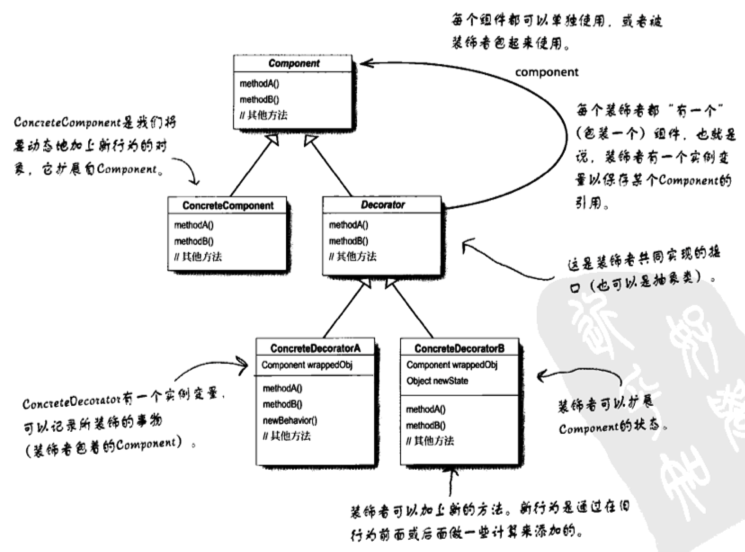 每个组件都可以单独使用，或者被
装饰者包起来使用。
Component
methodA()
methodB()
// 其他方法
component
ConcreteComponent是我们将
要动态地加上新行为的对
象，它扩展自Component。
每个装饰者都“有一个”
(包装一个) 组件，也就是
说，装饰者有一个实例变
量以保存某个Component的
引用。
ConcreteComponent
methodA()
methodB()
// 其他方法
Decorator
methodA()
methodB()
// 其他方法
这是装饰者共同实现的接
口 (也可以是抽象类) 。
ConcreteDecoratorA
Component wrappedObj
methodA()
methodB()
newBehavior()
// 其他方法
ConcreteDecoratorB
Component wrappedObj
Object newState
methodA()
methodB()
// 其他方法
ConcreteDecorator有一个实例变量，
可以记录所装饰的事物
(装饰者包着的Component) 。
装饰者可以扩展
Component的状态。
装饰者可以加上新的方法。新行为是通过在旧
行为前面或后面做一些计算来添加的。